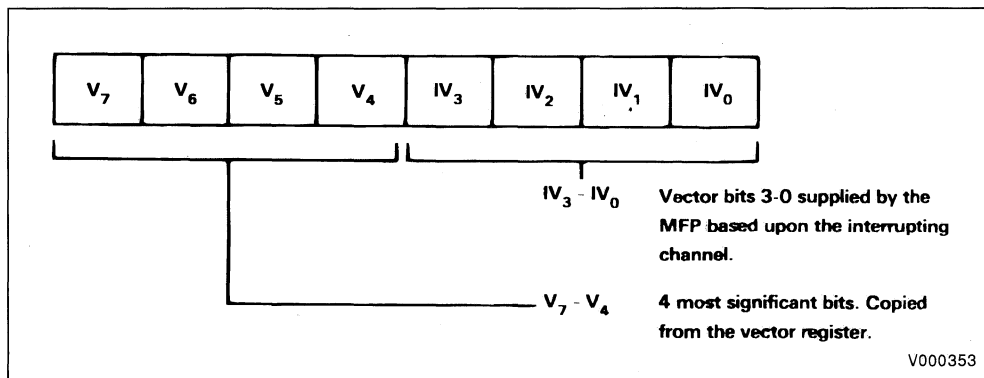 V7 V6 V5 V4 IV3 IV2 IV1 IV0
IV3 - IV0 Vector bits 3-0 supplied by the
MFP based upon the interrupting
channel.
V7 - V4 4 most significant bits. Copied
from the vector register.
V000353